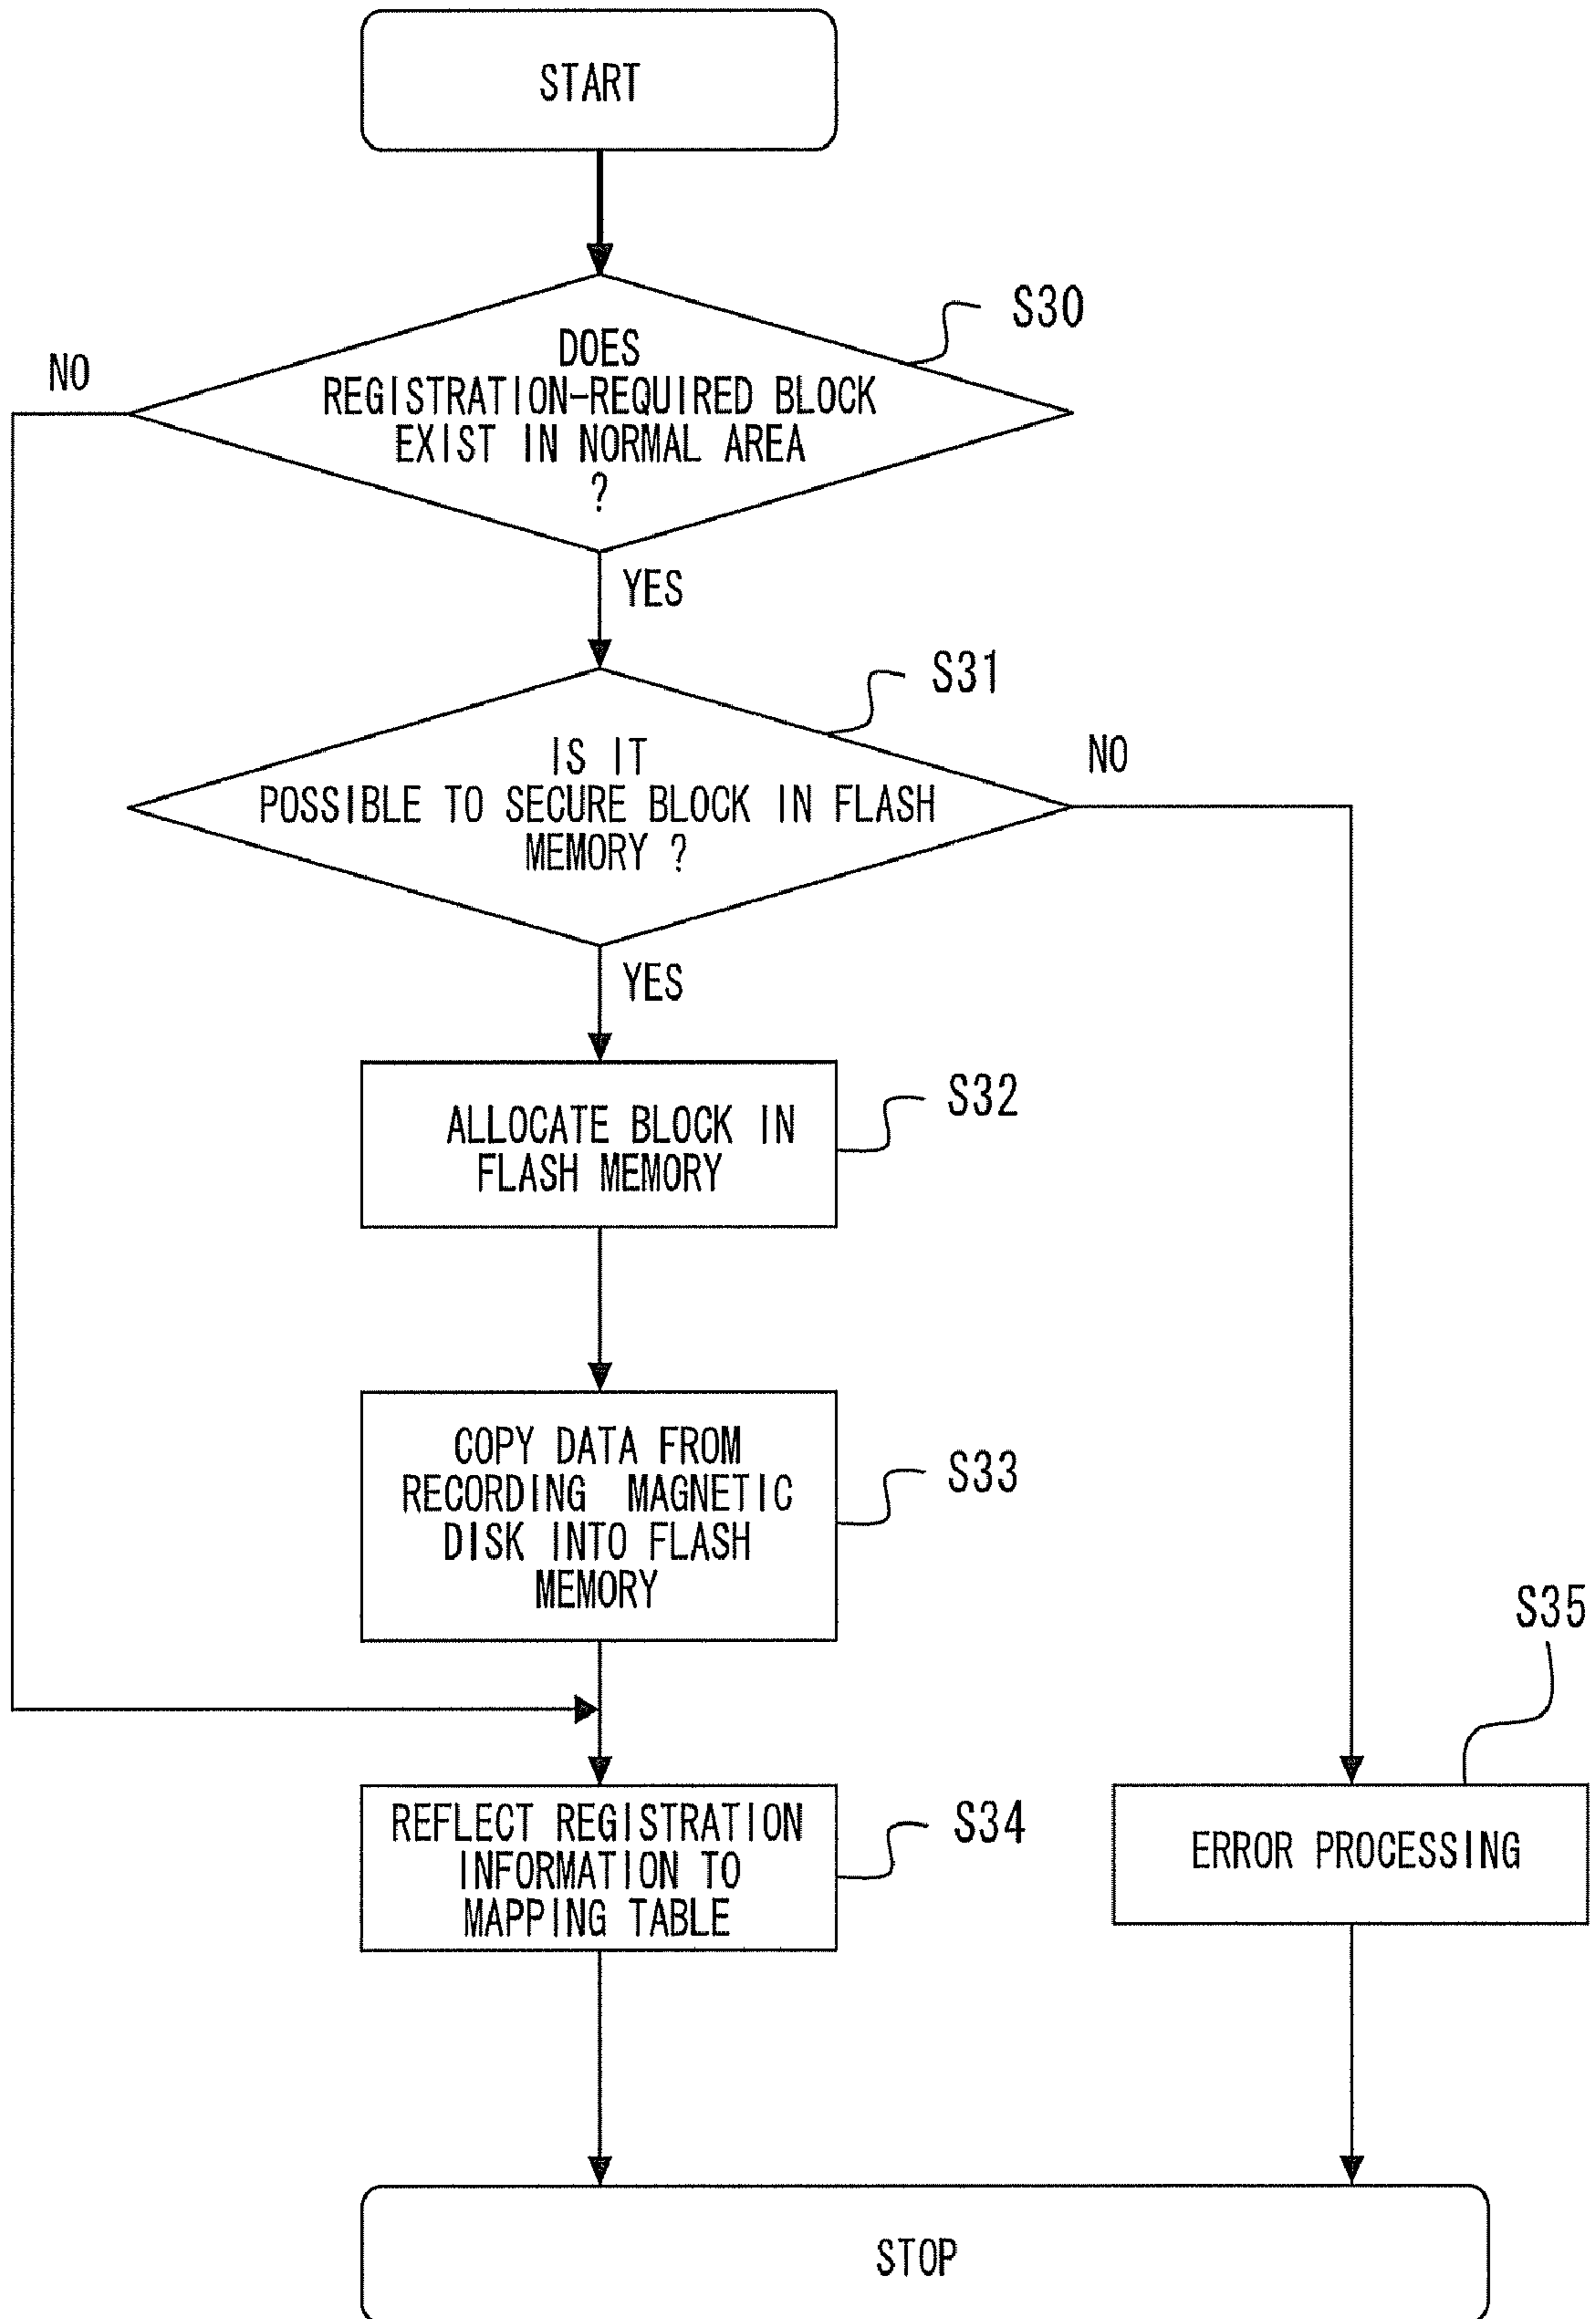 START
S30
NO
DOES
REGISTRATION-REQUIRED BLOCK
EXIST IN NORMAL AREA
?
YES
S31
IS IT
POSSIBLE TO SECURE BLOCK IN FLASH
MEMORY ?
NO
YES
S32
ALLOCATE BLOCK IN
FLASH MEMORY
S33
COPY DATA FROM
RECORDING MAGNETIC
DISK INTO FLASH
MEMORY
S35
S34
REFLECT REGISTRATION
INFORMATION TO
MAPPING TABLE
ERROR PROCESSING
STOP